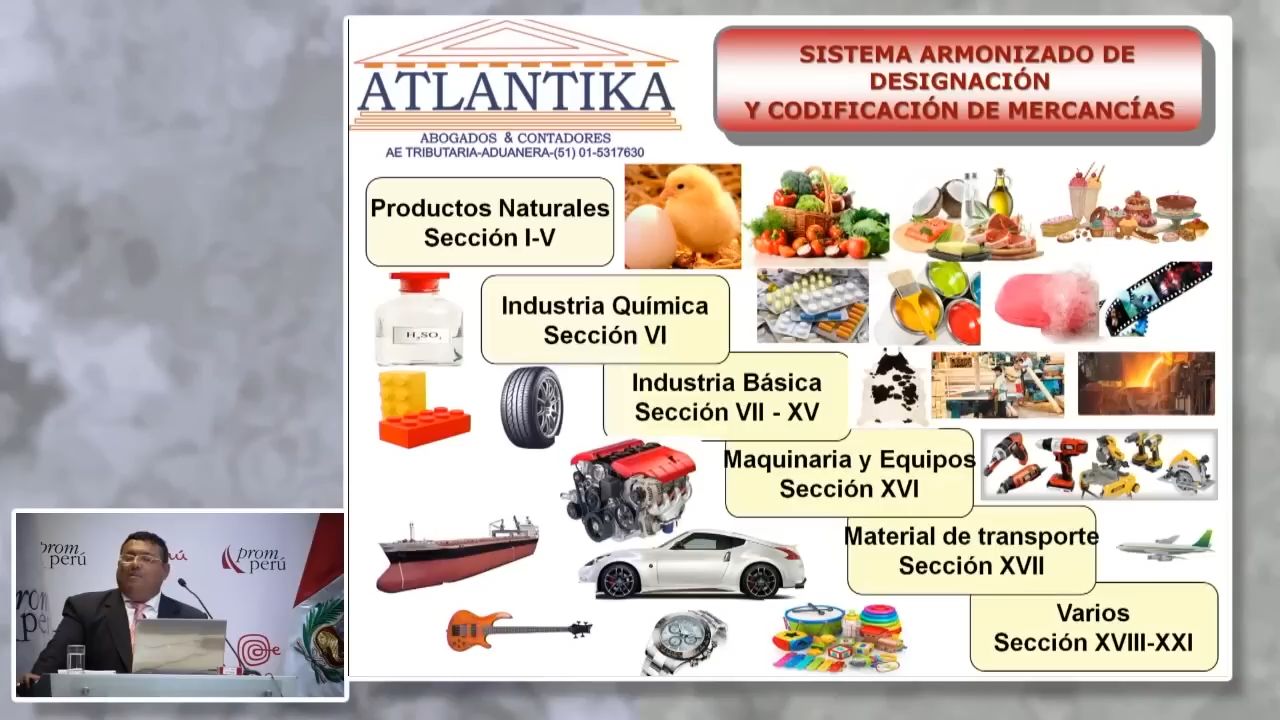 ATLANTIKA
ABOGADOS & CONTADORES
AE TRIBUTARIA-ADUANERA-(51) 01-5317630
SISTEMA ARMONIZADO DE
DESIGNACIÓN
Y CODIFICACIÓN DE MERCANCÍAS
Productos Naturales
Sección I-V
H₂SO₄
Industria Química
Sección VI
Industria Básica
Sección VII - XV
Maquinaria y Equipos
Sección XVI
Material de transporte
Sección XVII
Varios
Sección XVIII-XXI
prom
perú
prom
perú